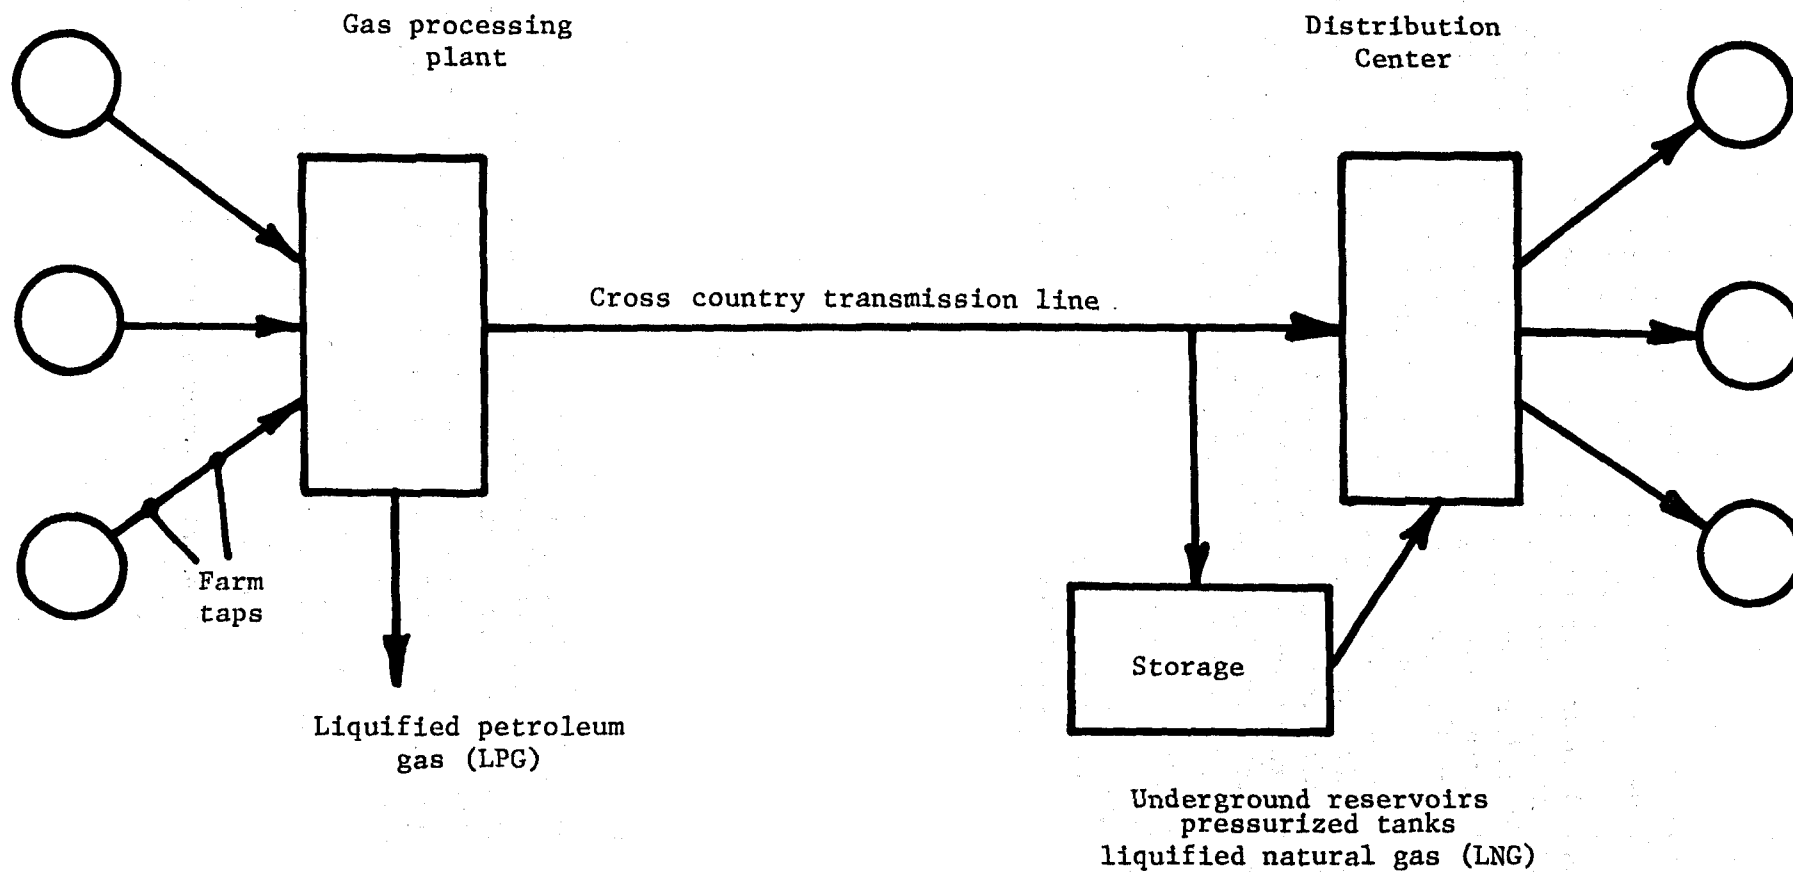 Gas processing
plant
Distribution
Center
Cross country transmission line
Farm
taps
Storage
Liquified petroleum
gas (LPG)
Underground reservoirs
pressurized tanks
liquified natural gas (LNG)